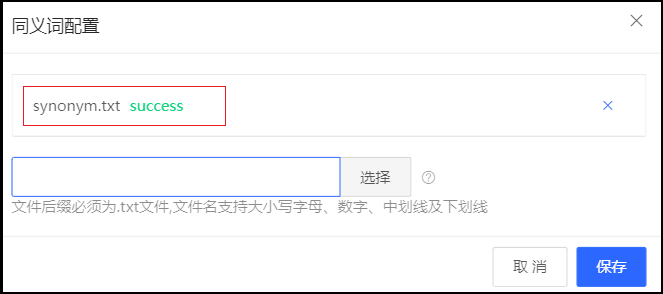 同义词配置
synonym.txt success
选择
文件后缀必须为.txt文件,文件名支持大小写字母、数字、中划线及下划线
取 消
保存